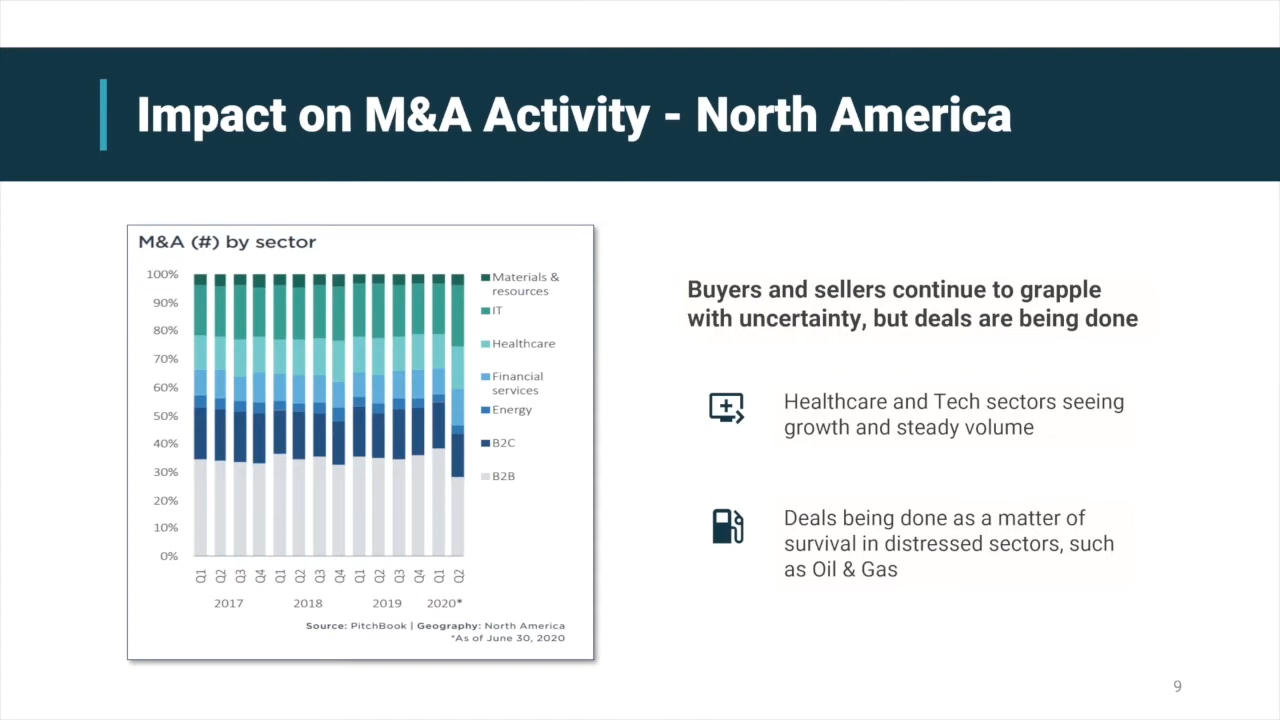 Impact on M&A Activity - North America
M&A (#) by sector
100%
90%
80%
70%
60%
50%
40%
30%
20%
10%
0%
Q1 Q2 Q3 Q4 Q1 Q2 Q3 Q4 Q1 Q2 Q3 Q4 Q1 Q2
2017 2018 2019 2020*
Materials &
resources
IT
Healthcare
Financial
services
Energy
B2C
B2B
Source: PitchBook | Geography: North America
*As of June 30, 2020
Buyers and sellers continue to grapple
with uncertainty, but deals are being done
Healthcare and Tech sectors seeing
growth and steady volume
Deals being done as a matter of
survival in distressed sectors, such
as Oil & Gas
9